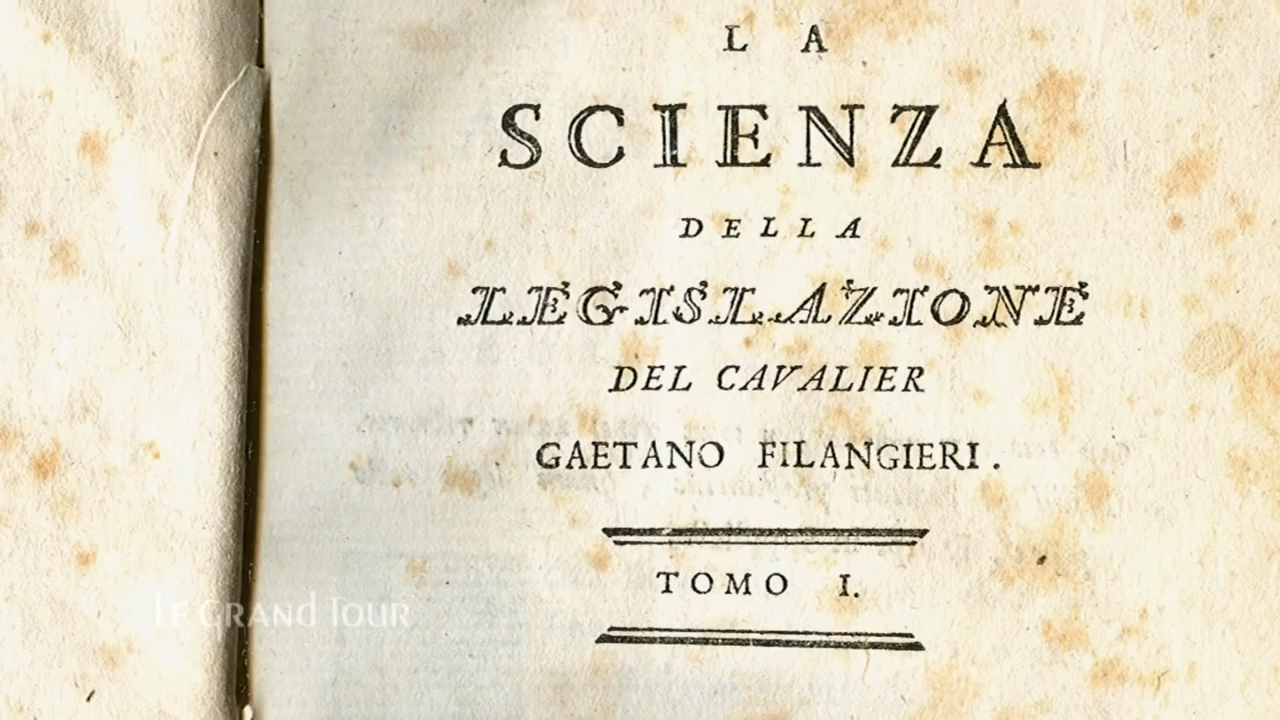 LA
SCIENZA
DELLA
LEGISLAZIONE
DEL CAVALIER
GAETANO FILANGIERI.
TOMO I.
LE GRAND TOUR